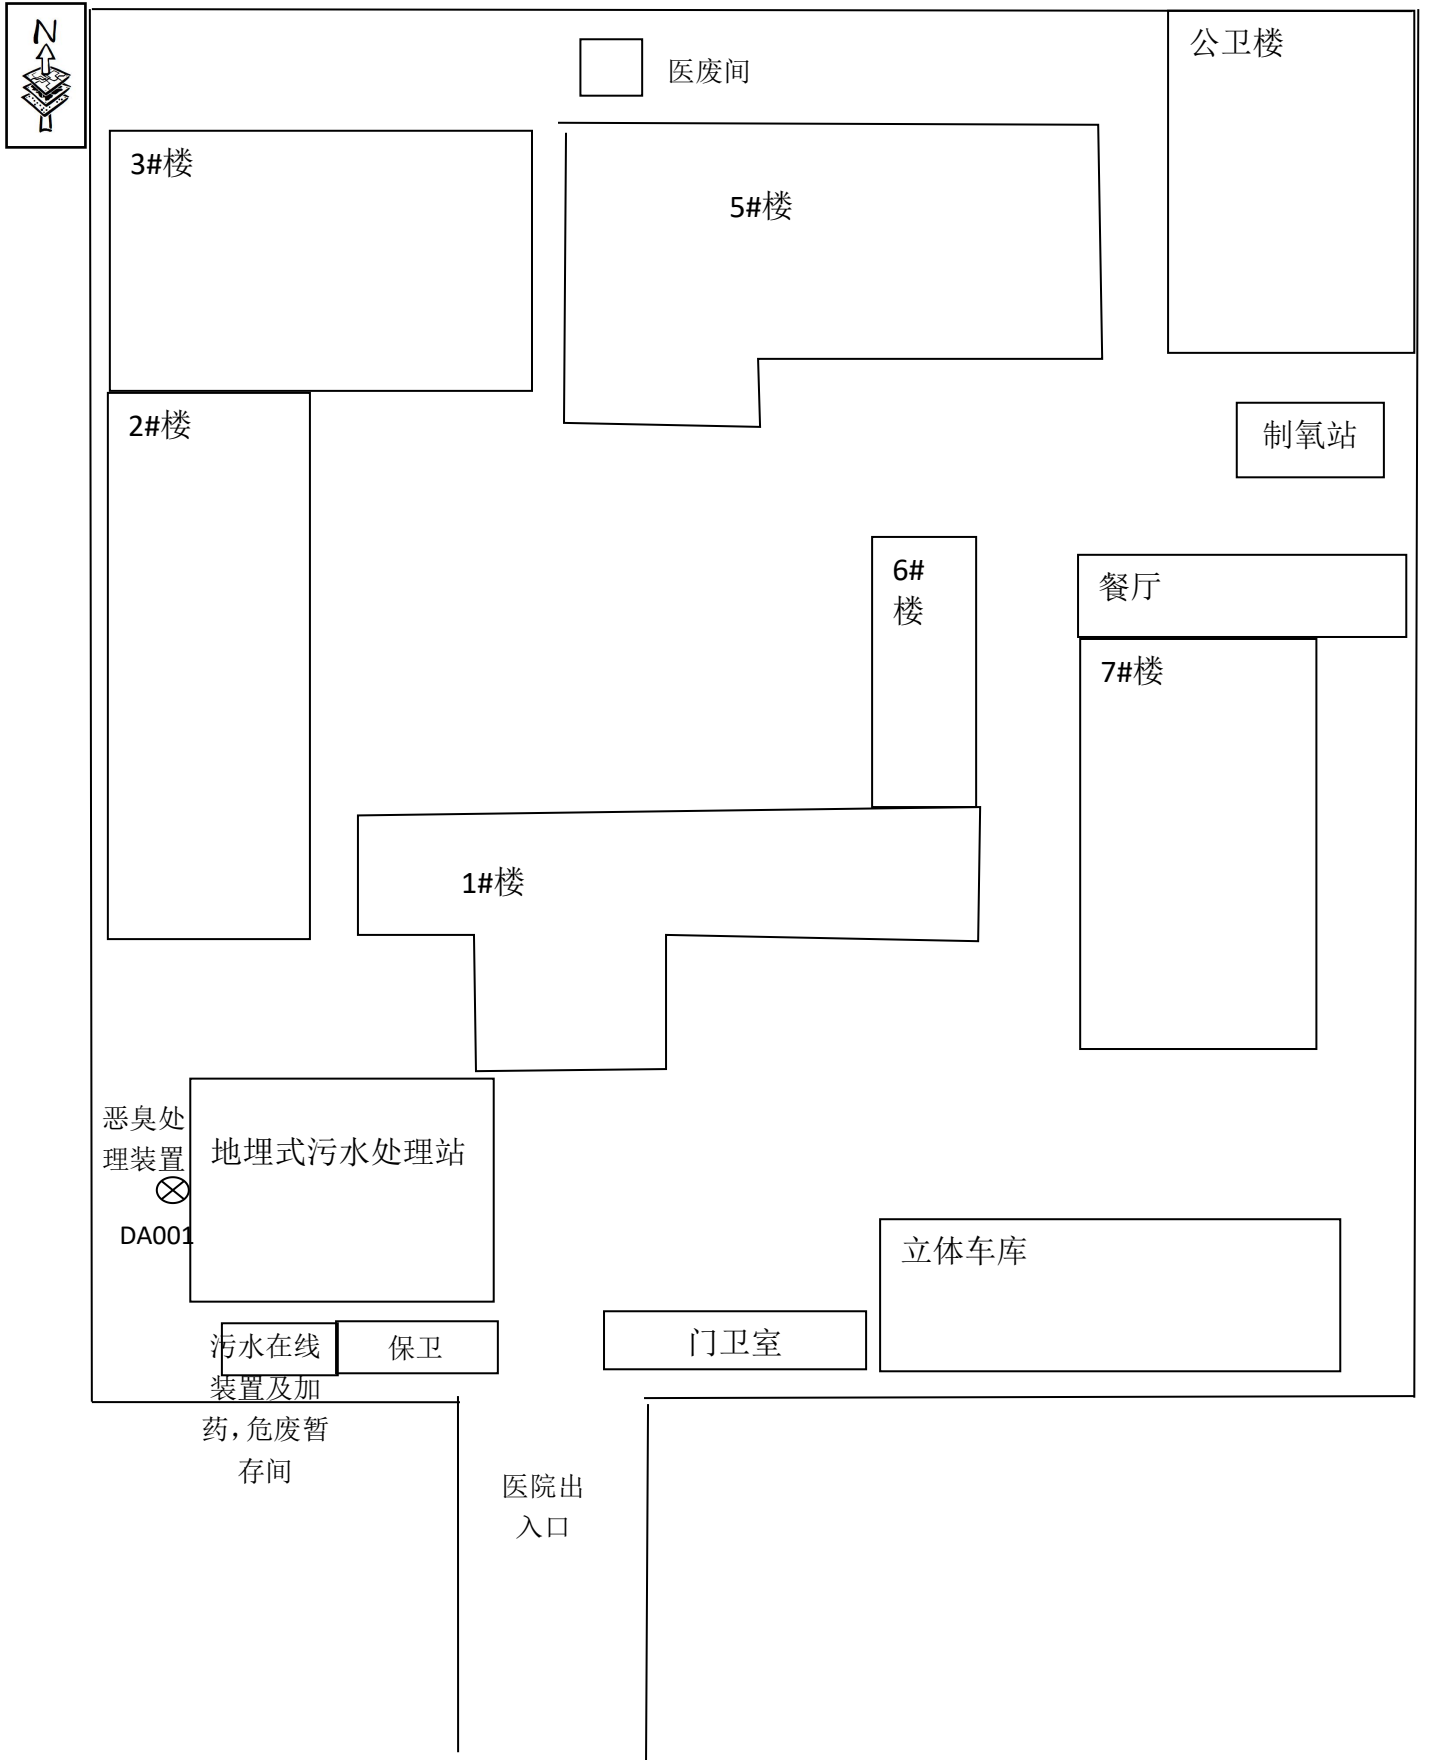 N
公卫楼
医废间
3#楼
5#楼
2#楼
制氧站
6#
楼
餐厅
7#楼
1#楼
恶臭处
理装置
地埋式污水处理站
DA001
立体车库
污水在线
装置及加
药，危废暂
存间
保卫
门卫室
医院出
入口